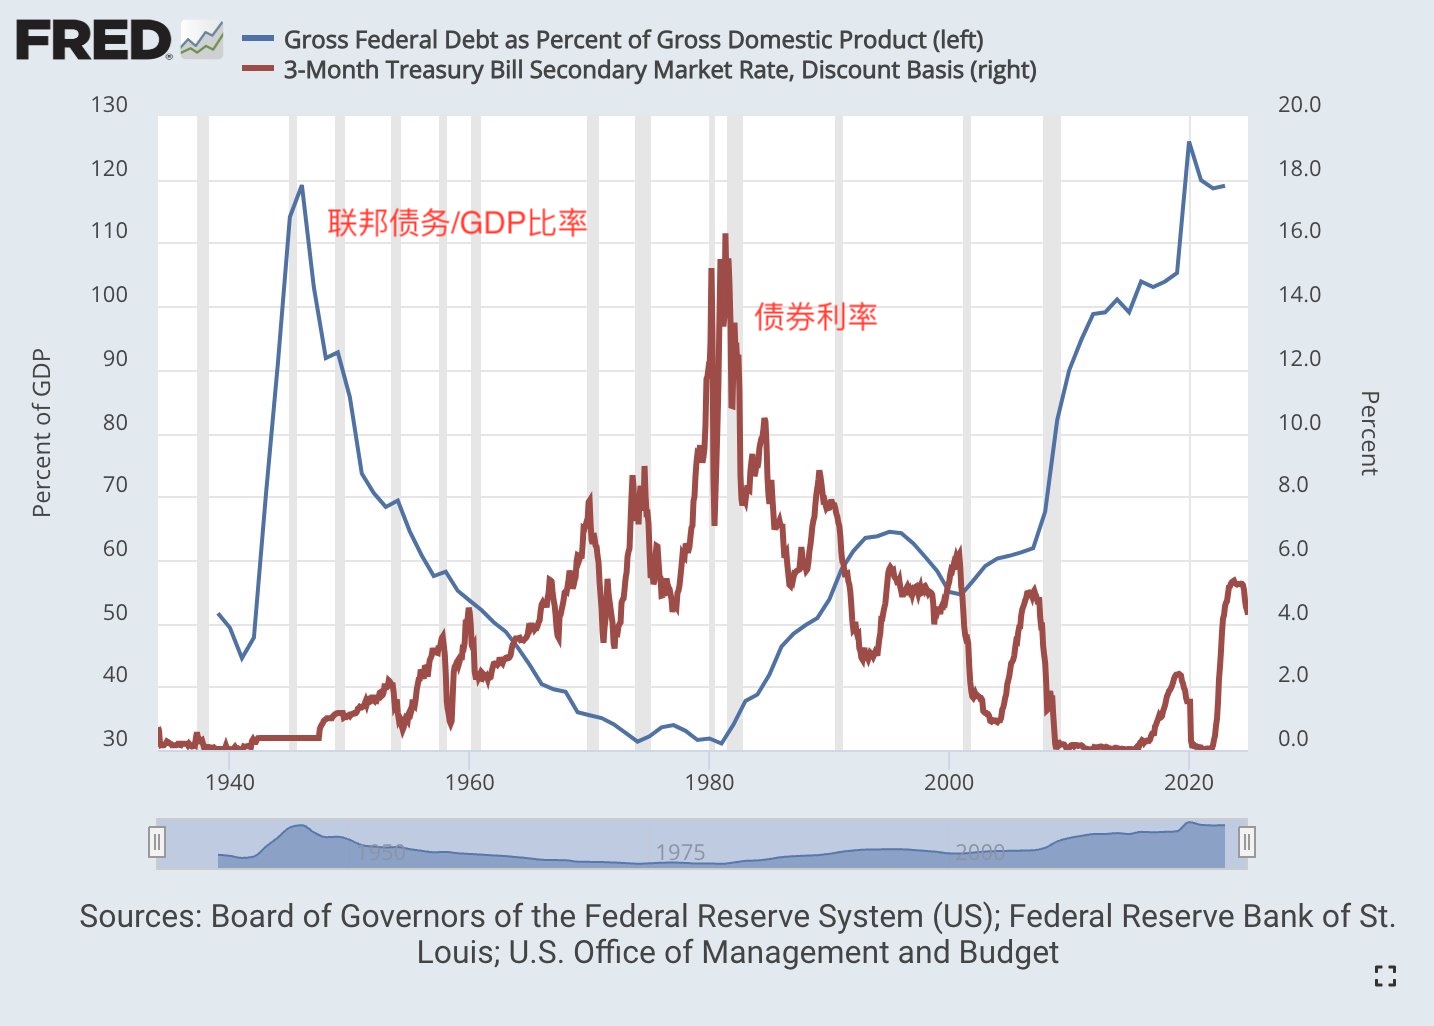 FRED
Gross Federal Debt as Percent of Gross Domestic Product (left)
3-Month Treasury Bill Secondary Market Rate, Discount Basis (right)
130
120
110
100
90
80
70
60
50
40
30
Percent of GDP
联邦债务/GDP比率
债券利率
20.0
18.0
16.0
14.0
12.0
10.0
8.0
6.0
4.0
2.0
0.0
Percent
1940 1960 1980 2000 2020
1950 1975 2000
Sources: Board of Governors of the Federal Reserve System (US); Federal Reserve Bank of St.
Louis; U.S. Office of Management and Budget